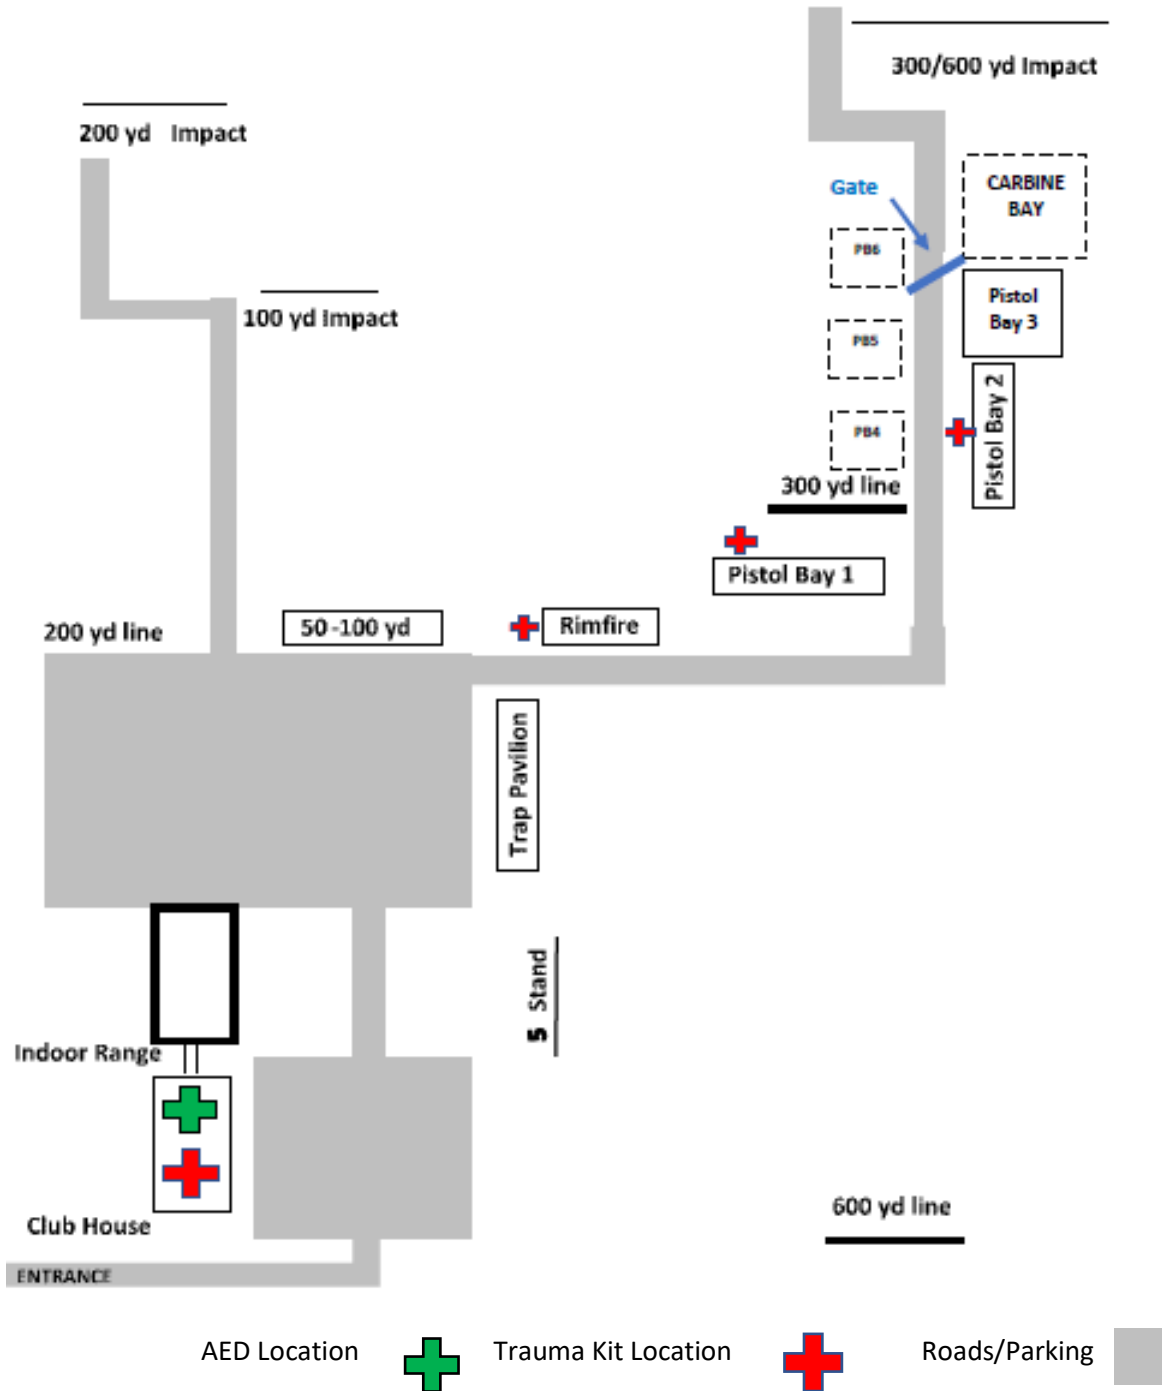 300/600 yd Impact
200 yd Impact
CARBINE
BAY
Gate
PB6
Pistol
Bay 3
100 yd Impact
PB5
Pistol Bay 2
PB4
300 yd line
Pistol Bay 1
200 yd line
50-100 yd
Rimfire
Trap Pavilion
5 Stand
Indoor Range
Club House
600 yd line
ENTRANCE
AED Location
Trauma Kit Location
Roads/Parking